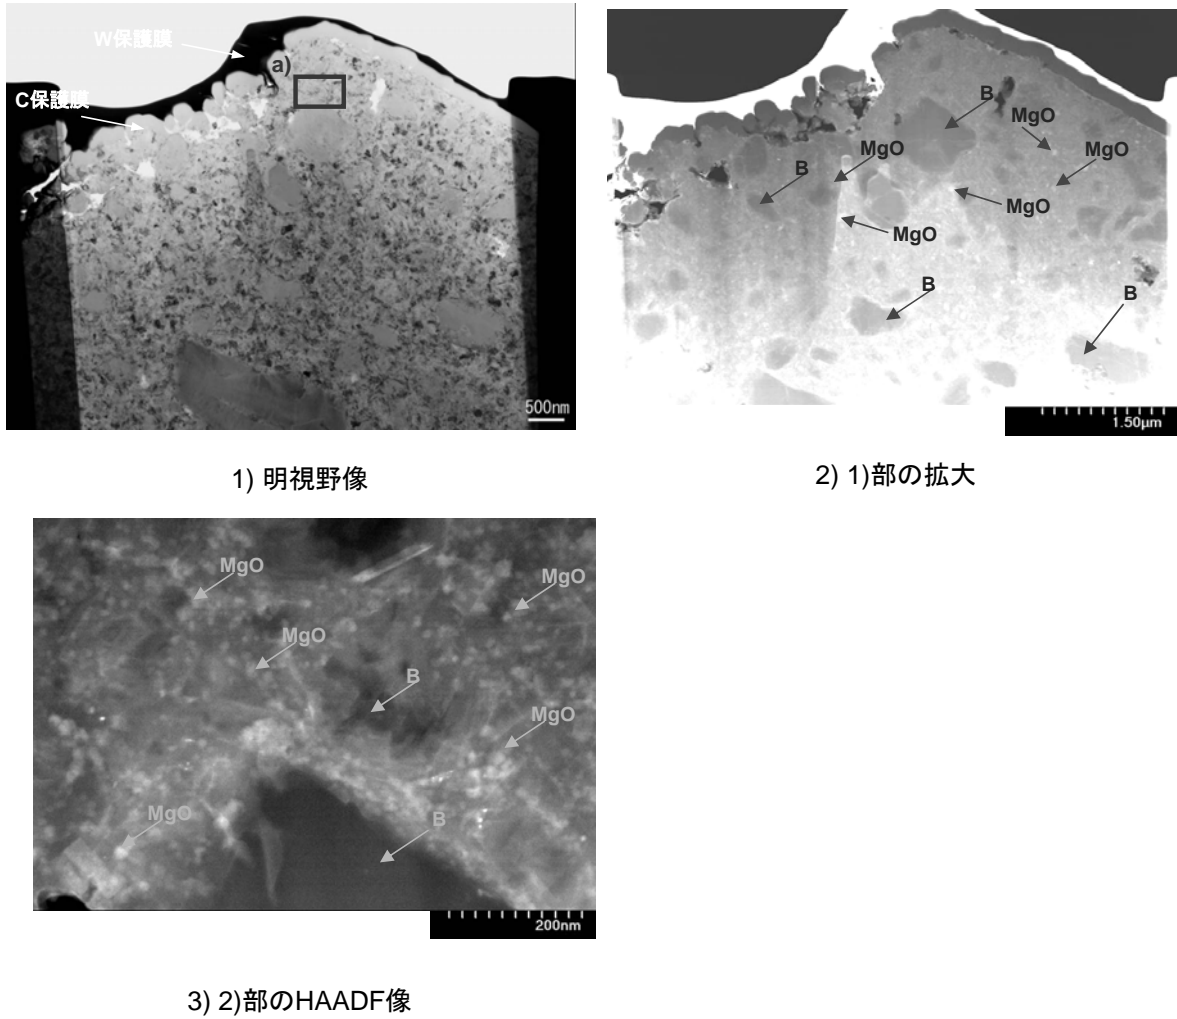 W保護膜
a)
C保護膜
500nm
B
MgO
MgO
MgO
B
MgO
MgO
B
B
1.50μm
1) 明視野像
2) 1)部の拡大
MgO
MgO
MgO
B
MgO
MgO
B
200nm
3) 2)部のHAADF像